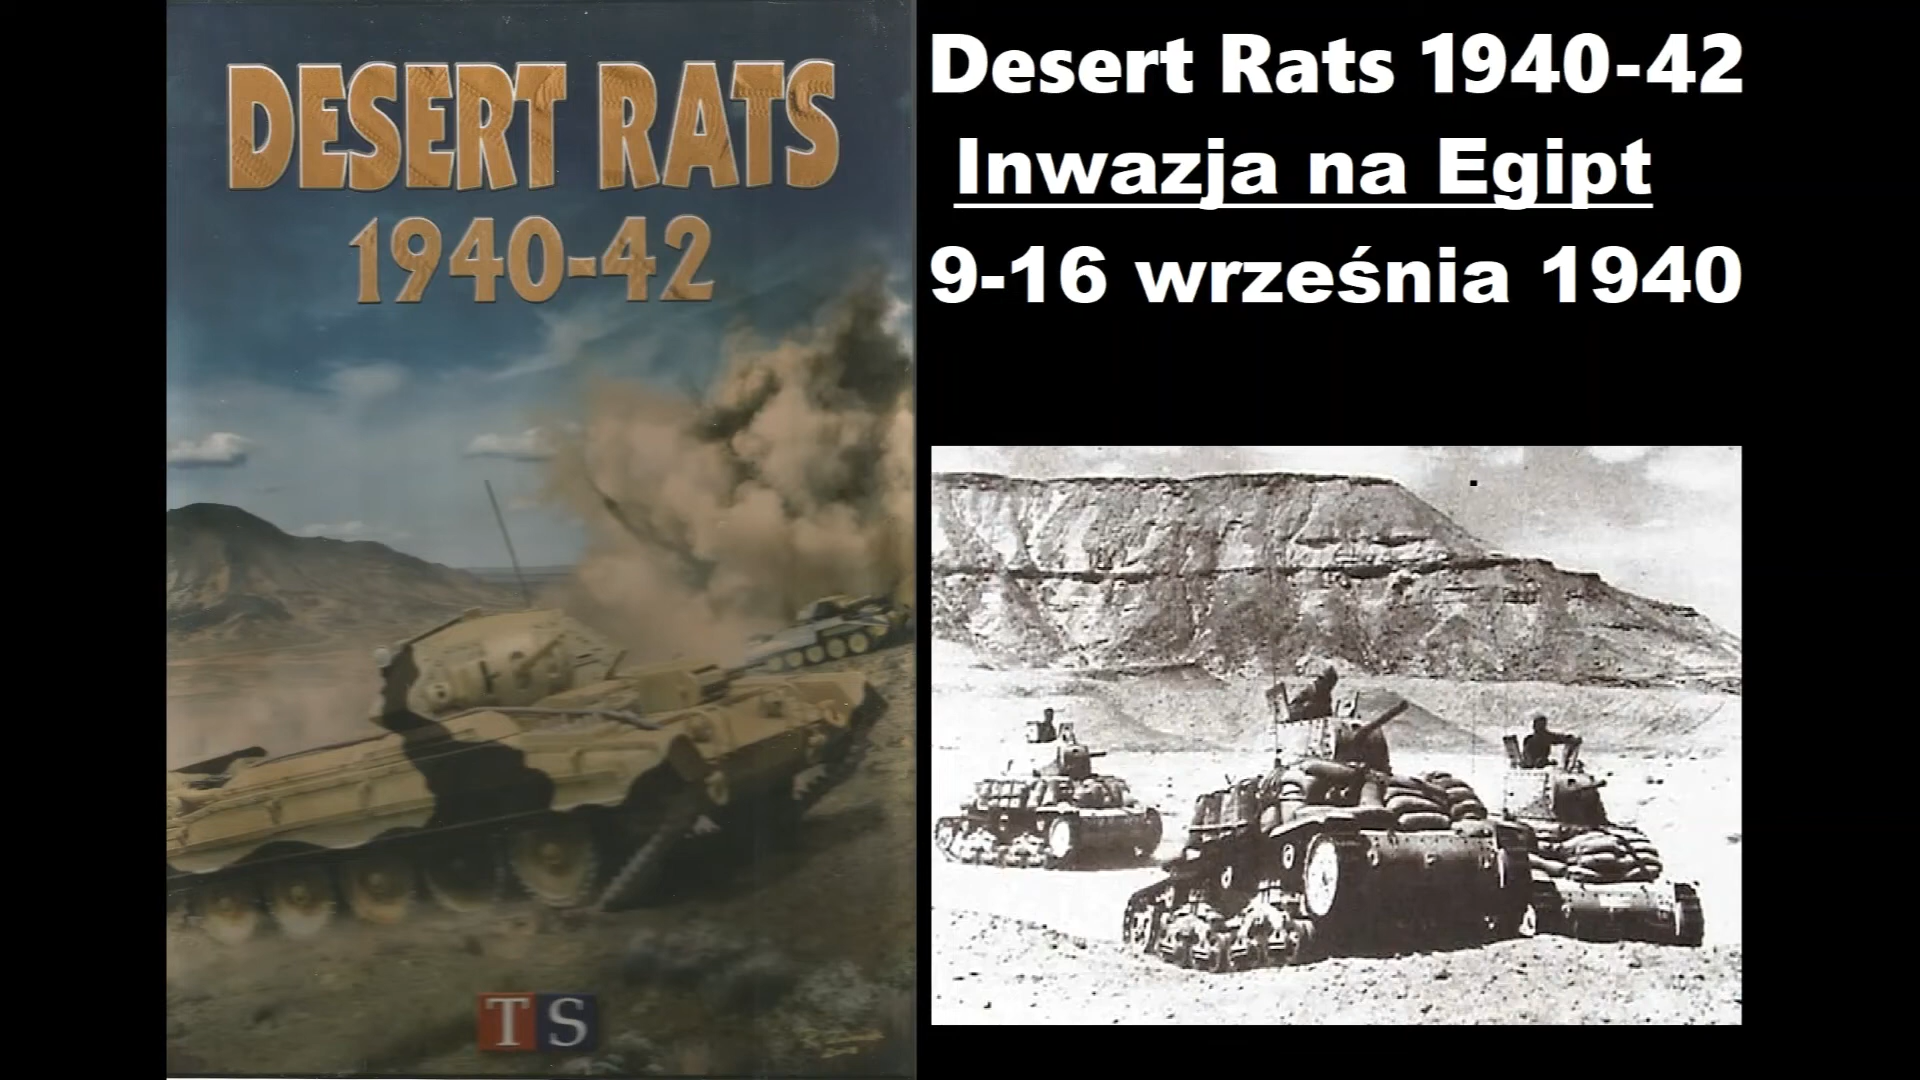 DESERT RATS
1940-42
TS
Desert Rats 1940-42
Inwazja na Egipt
9-16 września 1940